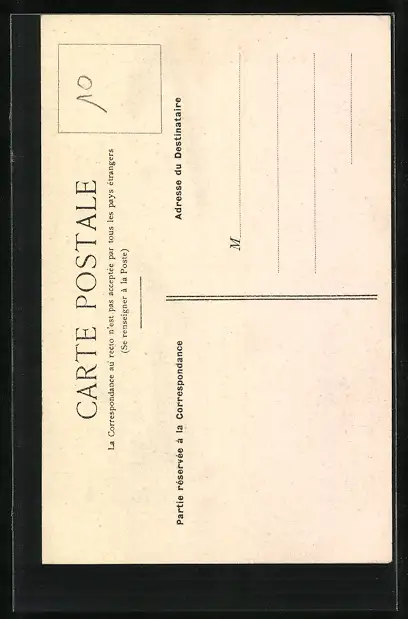 10
CARTE POSTALE
La Correspondance au recto n'est pas acceptée par tous les pays étrangers
(Se renseigner à la Poste)
Partie réservée à la Correspondance
Adresse du Destinataire
M